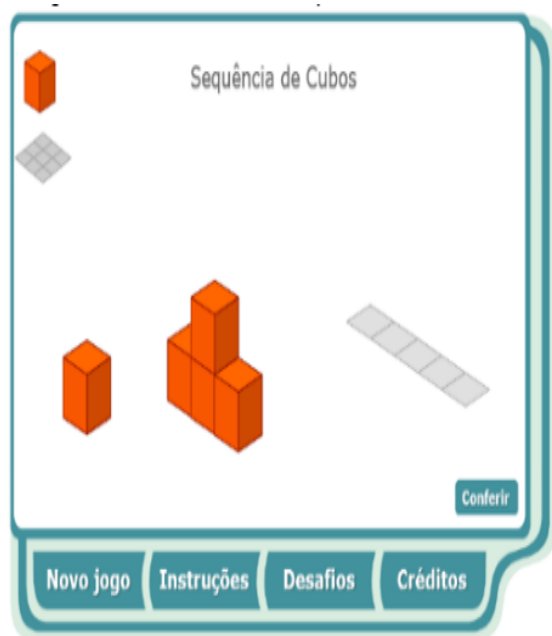 Sequência de Cubos
Conferir
Novo jogo
Instruções
Desafios
Créditos